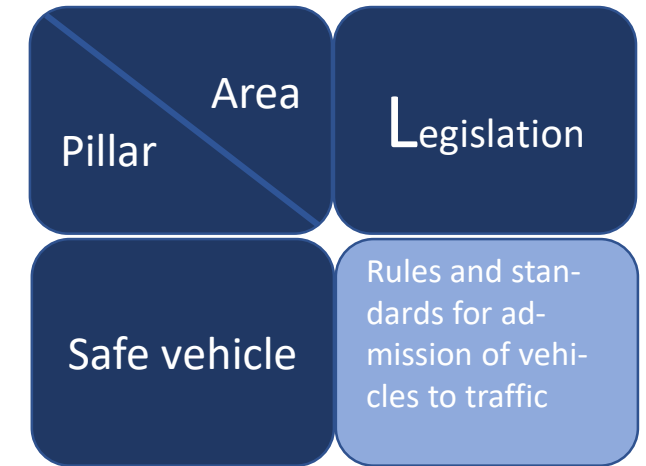 Area
Pillar
Legislation
Safe vehicle
Rules and stan-
dards for ad-
mission of vehi-
cles to traffic